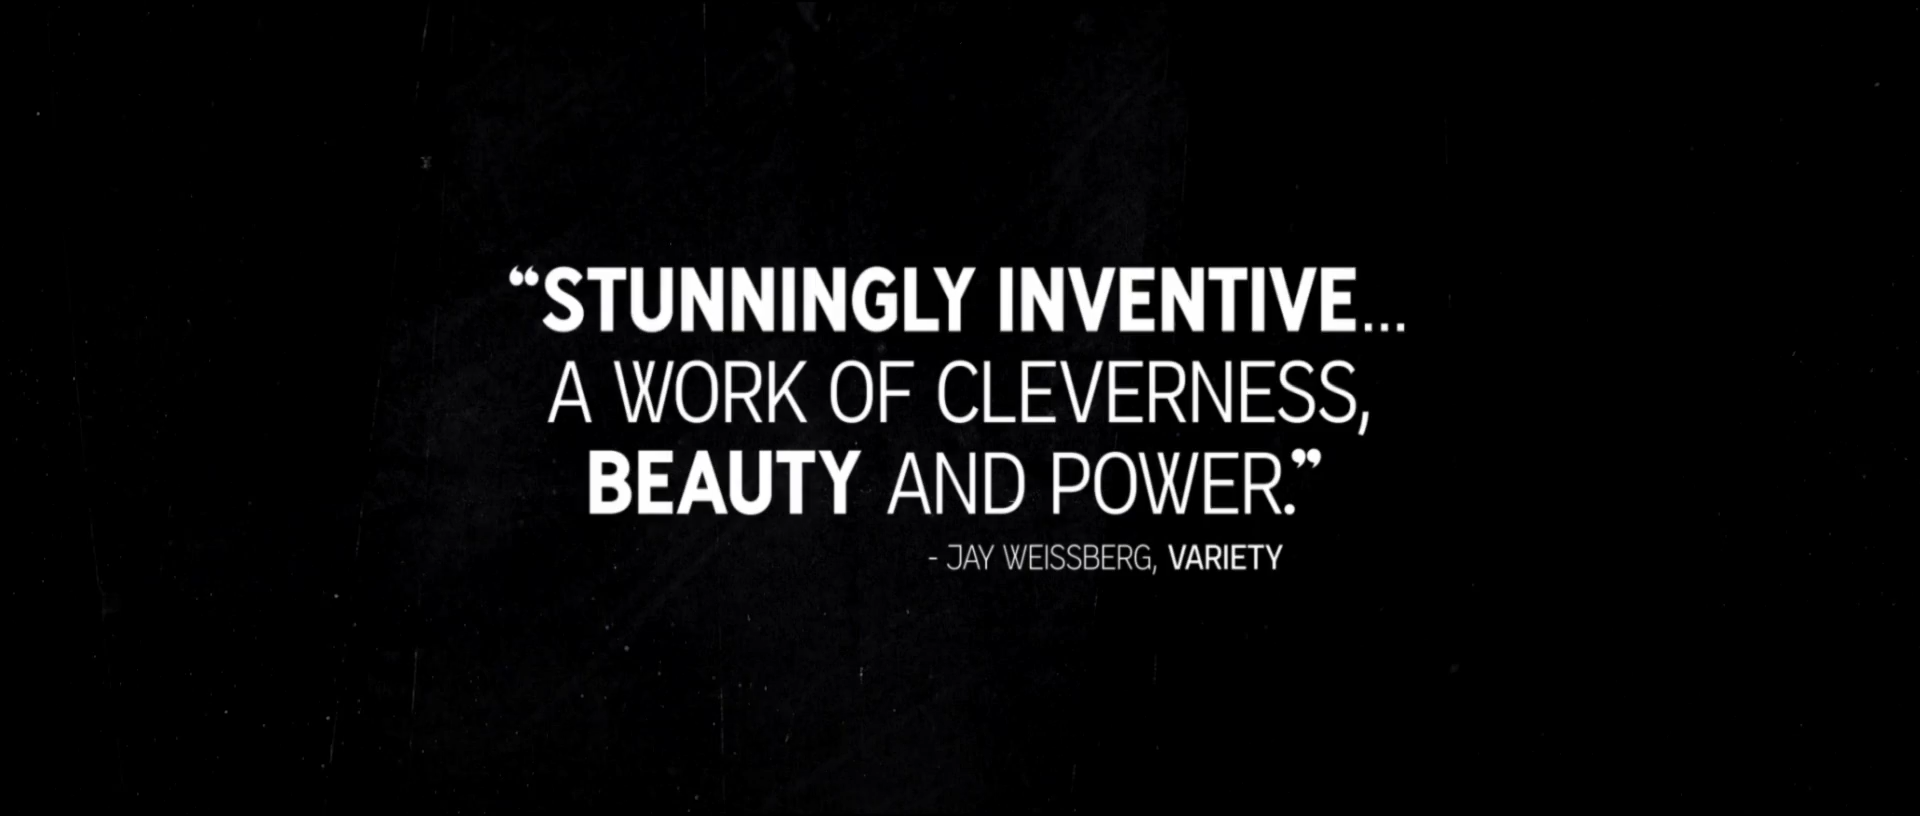 “STUNNINGLY INVENTIVE...
A WORK OF CLEVERNESS,
BEAUTY AND POWER.”
- JAY WEISSBERG, VARIETY